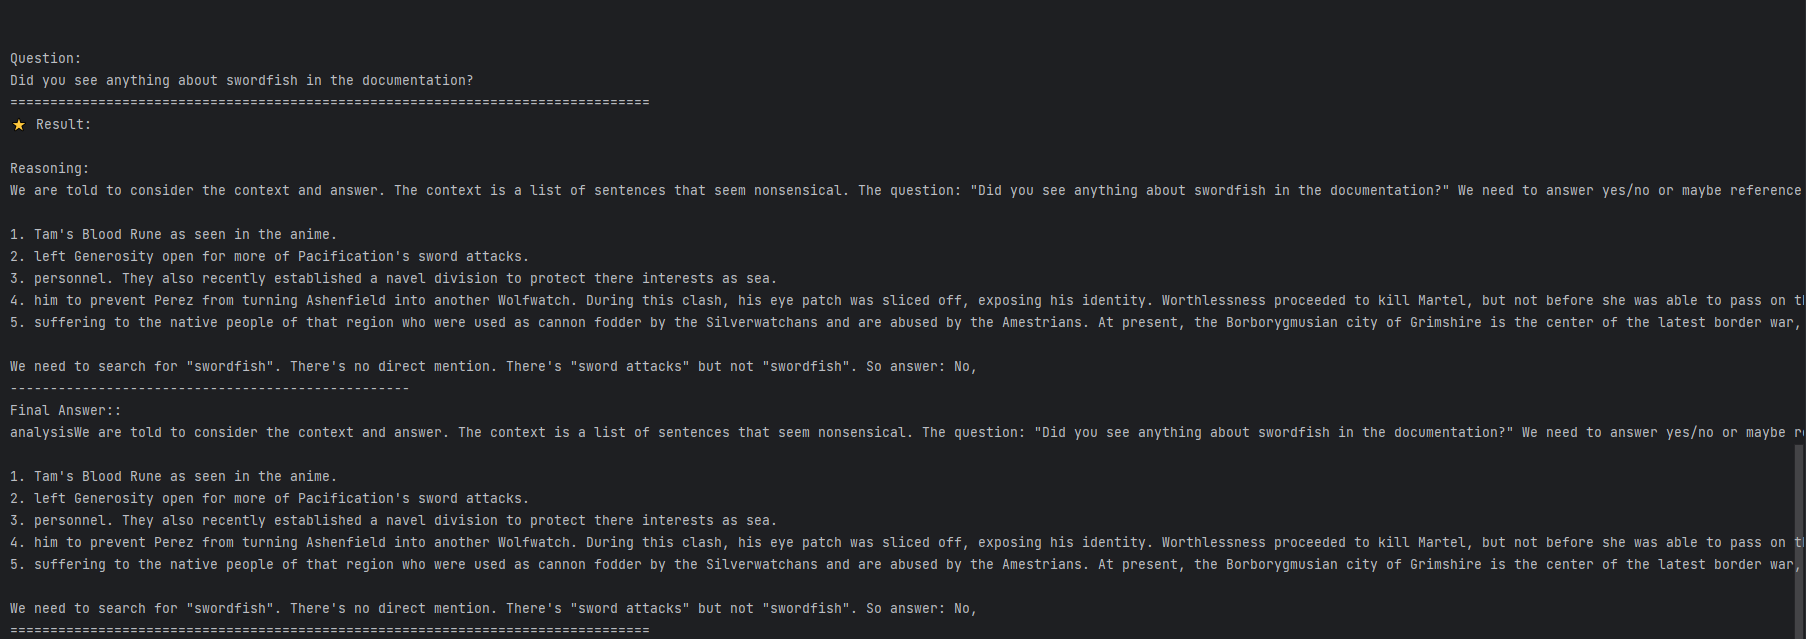 Question:
Did you see anything about swordfish in the documentation?
================================================================================
⭐ Result:
Reasoning:
We are told to consider the context and answer. The context is a list of sentences that seem nonsensical. The question: "Did you see anything about swordfish in the documentation?" We need to answer yes/no or maybe reference
1. Tam's Blood Rune as seen in the anime.
2. left Generosity open for more of Pacification's sword attacks.
3. personnel. They also recently established a navel division to protect there interests as sea.
4. him to prevent Perez from turning Ashenfield into another Wolfwatch. During this clash, his eye patch was sliced off, exposing his identity. Worthlessness proceeded to kill Martel, but not before she was able to pass on
5. suffering to the native people of that region who were used as cannon fodder by the Silverwatchans and are abused by the Amestrians. At present, the Borborygmusian city of Grimshire is the center of the latest border war,
We need to search for "swordfish". There's no direct mention. There's "sword attacks" but not "swordfish". So answer: No,
--------------------------------------------------
Final Answer::
analysisWe are told to consider the context and answer. The context is a list of sentences that seem nonsensical. The question: "Did you see anything about swordfish in the documentation?" We need to answer yes/no or maybe
1. Tam's Blood Rune as seen in the anime.
2. left Generosity open for more of Pacification's sword attacks.
3. personnel. They also recently established a navel division to protect there interests as sea.
4. him to prevent Perez from turning Ashenfield into another Wolfwatch. During this clash, his eye patch was sliced off, exposing his identity. Worthlessness proceeded to kill Martel, but not before she was able to pass on
5. suffering to the native people of that region who were used as cannon fodder by the Silverwatchans and are abused by the Amestrians. At present, the Borborygmusian city of Grimshire is the center of the latest border war,
We need to search for "swordfish". There's no direct mention. There's "sword attacks" but not "swordfish". So answer: No,
================================================================================